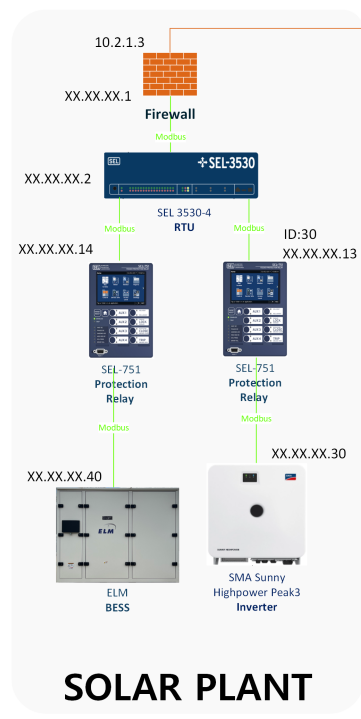 10.2.1.3
XX.XX.XX.1
Firewall
Modbus
SEL
SEL-3530
XX.XX.XX.2
SEL 3530-4
RTU
Modbus
Modbus
ID:30
XX.XX.XX.14
XX.XX.XX.13
SEL-751
Protection
Relay
SEL-751
Protection
Relay
Modbus
Modbus
XX.XX.XX.30
XX.XX.XX.40
ELM
SMA Sunny
Highpower Peak3
Inverter
ELM
BESS
SOLAR PLANT